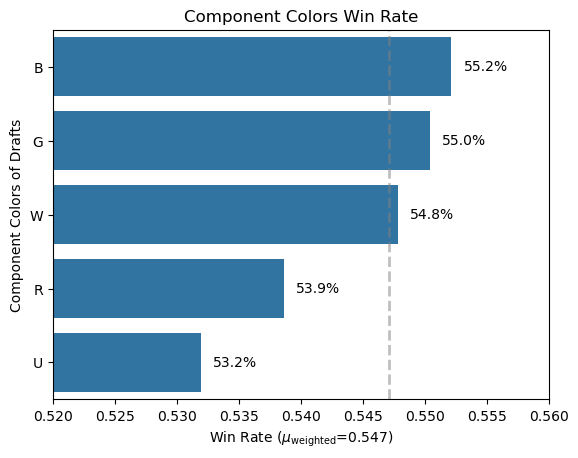 Component Colors Win Rate
Component Colors of Drafts
B
55.2%
G
55.0%
W
54.8%
R
53.9%
U
53.2%
0.520 0.525 0.530 0.535 0.540 0.545 0.550 0.555 0.560
Win Rate (μweighted=0.547)